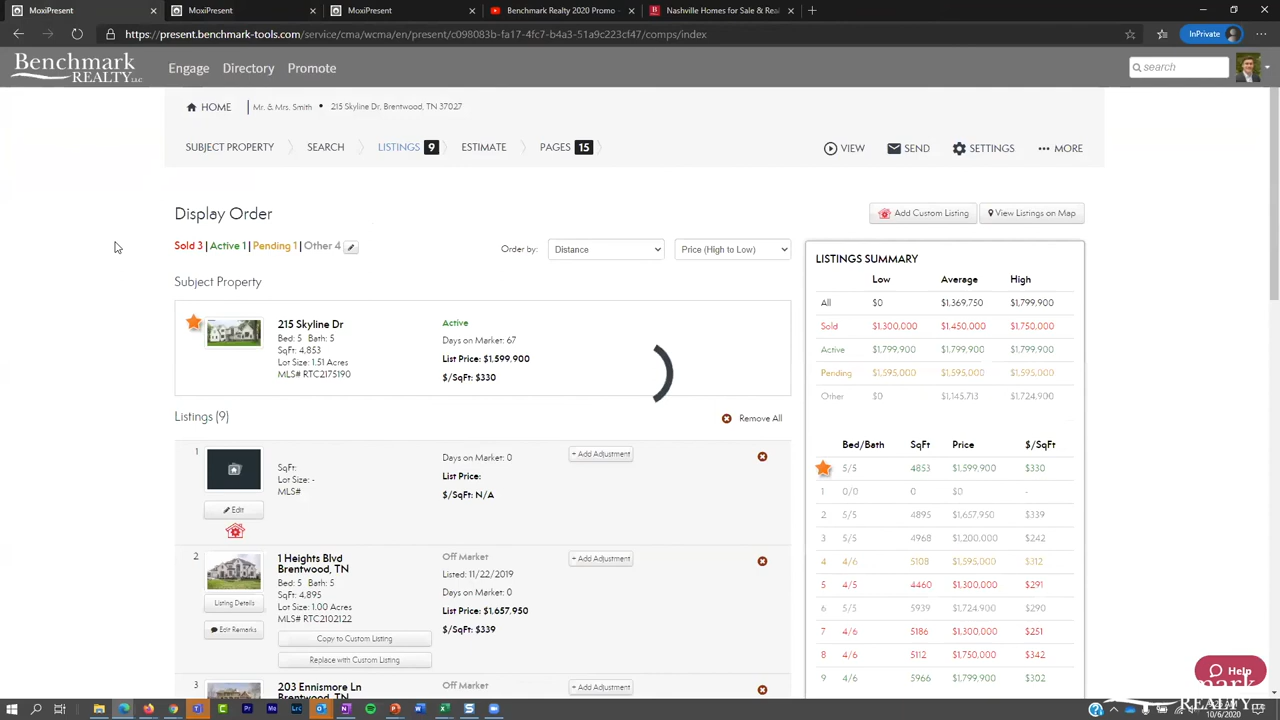 MoxiPresent
MoxiPresent
MoxiPresent
Benchmark Realty 2020 Promo -
Nashville Homes for Sale & Real
https://present.benchmark-tools.com/service/cma/wcma/en/present/c098083b-fa17-4fc7-b4a3-51a9c223cf47/comps/index
InPrivate
Benchmark
REALTY, LLC
Engage Directory Promote
search
HOME Mr. & Mrs. Smith • 215 Skyline Dr, Brentwood, TN 37027
SUBJECT PROPERTY SEARCH LISTINGS 9 ESTIMATE PAGES 15
VIEW SEND SETTINGS MORE
Display Order
Add Custom Listing View Listings on Map
Sold 3 | Active 1 | Pending 1 | Other 4
Order by: Distance Price (High to Low)
Subject Property
215 Skyline Dr
Bed: 5 Bath: 5
SqFt: 4,853
Lot Size: 1.51 Acres
MLS# RTC2175190
Active
Days on Market: 67
List Price: $1,599,900
$/SqFt: $330
Listings (9)
Remove All
1
Edit
SqFt:
Lot Size: -
MLS#
Days on Market: 0
List Price:
$/SqFt: N/A
+ Add Adjustment
2
Listing Details
Edit Remarks
1 Heights Blvd
Brentwood, TN
Bed: 5 Bath: 5
SqFt: 4,895
Lot Size: 1.00 Acres
MLS# RTC2102122
Off Market
Listed: 11/22/2019
Days on Market: 0
List Price: $1,657,950
$/SqFt: $339
+ Add Adjustment
Copy to Custom Listing
Replace with Custom Listing
3
203 Ennismore Ln
Brentwood, TN
Off Market
+ Add Adjustment
LISTINGS SUMMARY
Low Average High
All $0 $1,369,750 $1,799,900
Sold $1,300,000 $1,450,000 $1,750,000
Active $1,799,900 $1,799,900 $1,799,900
Pending $1,595,000 $1,595,000 $1,595,000
Other $0 $1,145,713 $1,724,900
Bed/Bath SqFt Price $/SqFt
5/5 4853 $1,599,900 $330
1 0/0 0 $0 -
2 5/5 4895 $1,657,950 $339
3 5/5 4968 $1,200,000 $242
4 4/6 5108 $1,595,000 $312
5 4/5 4460 $1,300,000 $291
6 5/5 5939 $1,724,900 $290
7 4/6 5186 $1,300,000 $251
8 4/6 5112 $1,750,000 $342
9 4/6 5966 $1,799,900 $302
Help
Benchmark
REALTY
10/6/2020